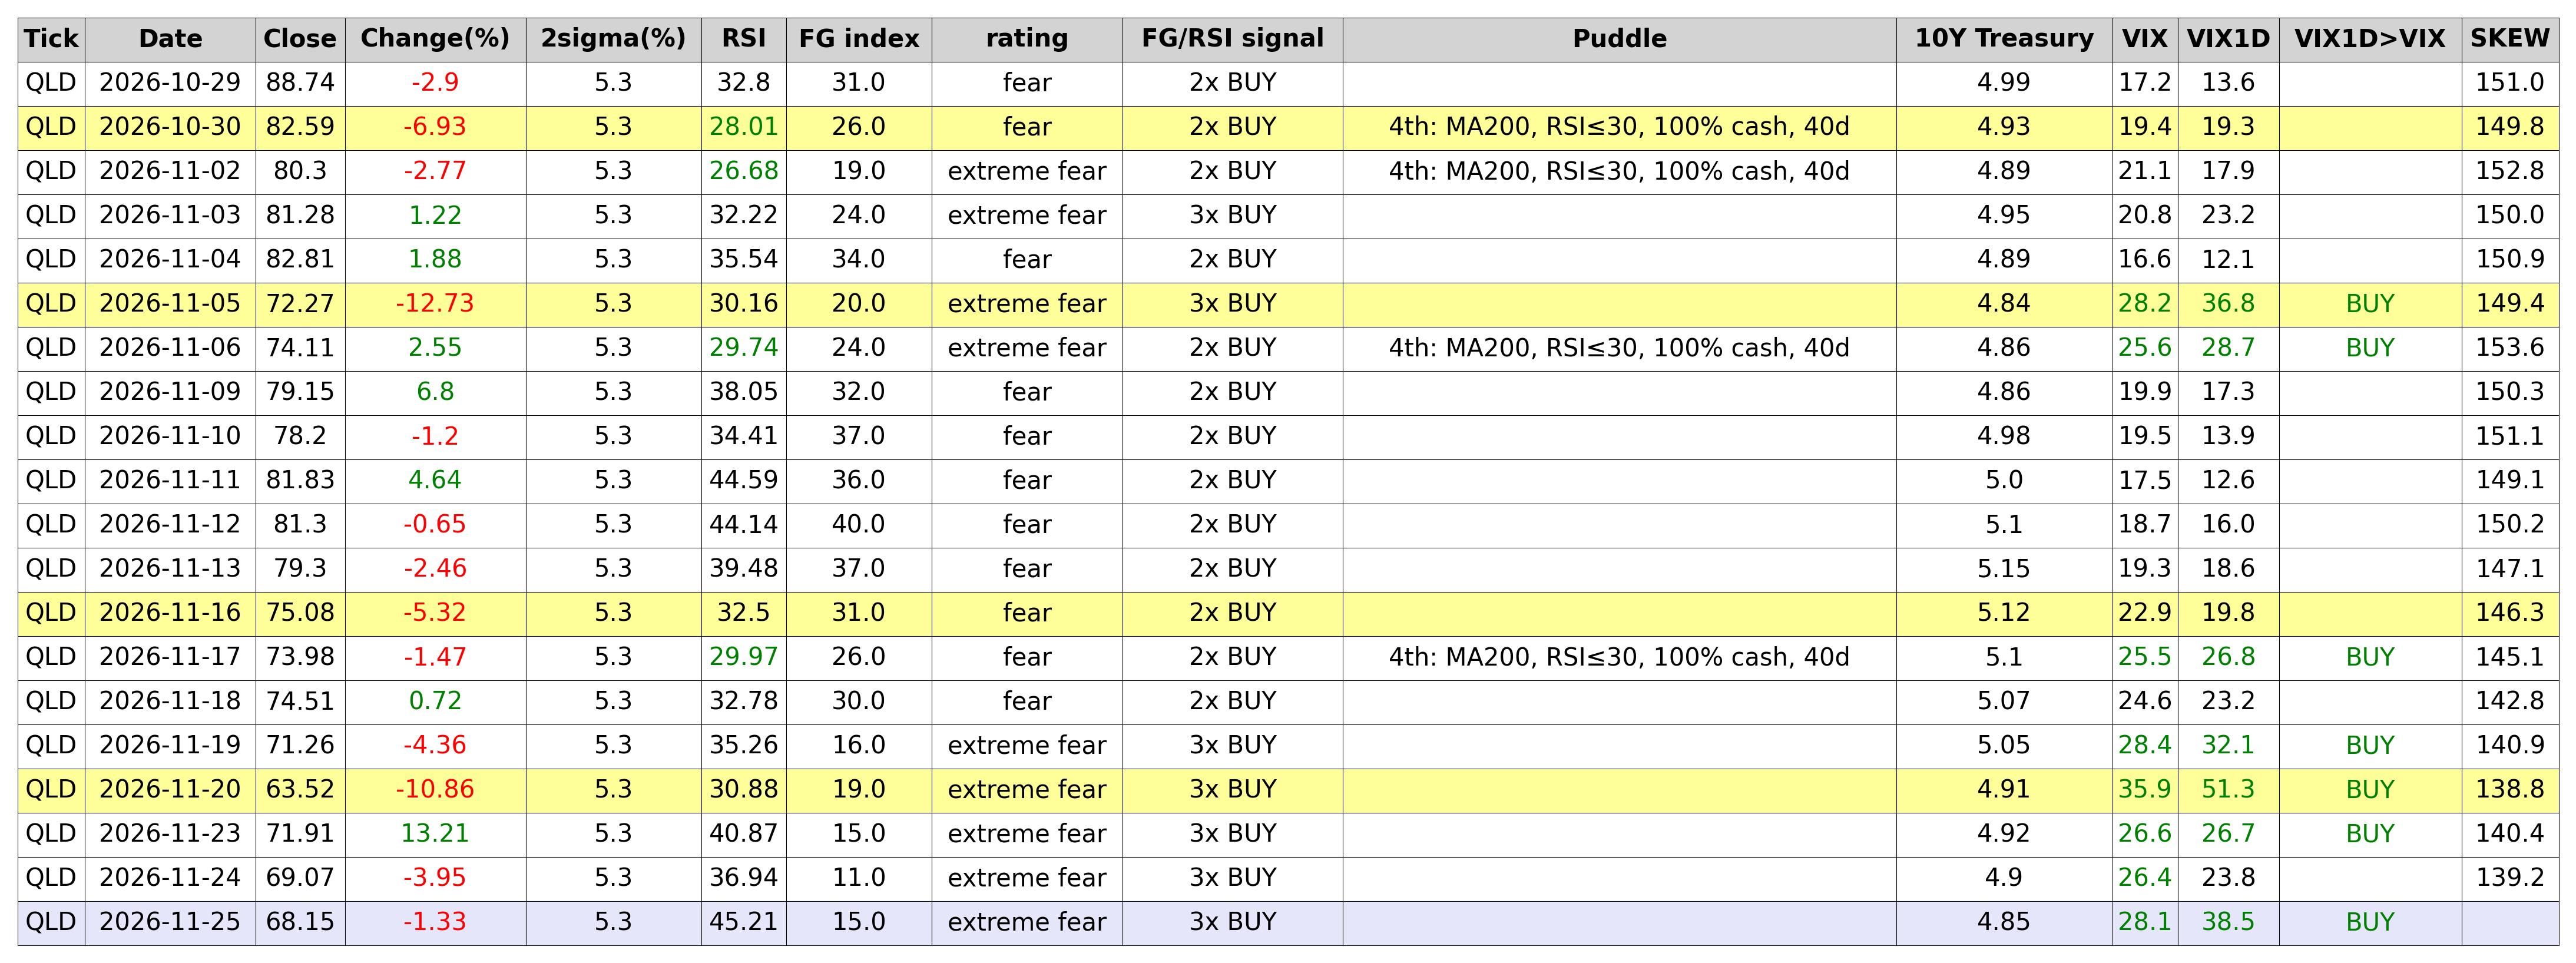 Tick Date Close Change(%) 2sigma(%) RSI FG index rating FG/RSI signal Puddle 10Y Treasury VIX VIX1D VIX1D>VIX SKEW
QLD 2026-10-29 88.74 -2.9 5.3 32.8 31.0 fear 2x BUY 4.99 17.2 13.6 151.0
QLD 2026-10-30 82.59 -6.93 5.3 28.01 26.0 fear 2x BUY 4th: MA200, RSI≤30, 100% cash, 40d 4.93 19.4 19.3 149.8
QLD 2026-11-02 80.3 -2.77 5.3 26.68 19.0 extreme fear 2x BUY 4th: MA200, RSI≤30, 100% cash, 40d 4.89 21.1 17.9 152.8
QLD 2026-11-03 81.28 1.22 5.3 32.22 24.0 extreme fear 3x BUY 4.95 20.8 23.2 150.0
QLD 2026-11-04 82.81 1.88 5.3 35.54 34.0 fear 2x BUY 4.89 16.6 12.1 150.9
QLD 2026-11-05 72.27 -12.73 5.3 30.16 20.0 extreme fear 3x BUY 4.84 28.2 36.8 BUY 149.4
QLD 2026-11-06 74.11 2.55 5.3 29.74 24.0 extreme fear 2x BUY 4th: MA200, RSI≤30, 100% cash, 40d 4.86 25.6 28.7 BUY 153.6
QLD 2026-11-09 79.15 6.8 5.3 38.05 32.0 fear 2x BUY 4.86 19.9 17.3 150.3
QLD 2026-11-10 78.2 -1.2 5.3 34.41 37.0 fear 2x BUY 4.98 19.5 13.9 151.1
QLD 2026-11-11 81.83 4.64 5.3 44.59 36.0 fear 2x BUY 5.0 17.5 12.6 149.1
QLD 2026-11-12 81.3 -0.65 5.3 44.14 40.0 fear 2x BUY 5.1 18.7 16.0 150.2
QLD 2026-11-13 79.3 -2.46 5.3 39.48 37.0 fear 2x BUY 5.15 19.3 18.6 147.1
QLD 2026-11-16 75.08 -5.32 5.3 32.5 31.0 fear 2x BUY 5.12 22.9 19.8 146.3
QLD 2026-11-17 73.98 -1.47 5.3 29.97 26.0 fear 2x BUY 4th: MA200, RSI≤30, 100% cash, 40d 5.1 25.5 26.8 BUY 145.1
QLD 2026-11-18 74.51 0.72 5.3 32.78 30.0 fear 2x BUY 5.07 24.6 23.2 142.8
QLD 2026-11-19 71.26 -4.36 5.3 35.26 16.0 extreme fear 3x BUY 5.05 28.4 32.1 BUY 140.9
QLD 2026-11-20 63.52 -10.86 5.3 30.88 19.0 extreme fear 3x BUY 4.91 35.9 51.3 BUY 138.8
QLD 2026-11-23 71.91 13.21 5.3 40.87 15.0 extreme fear 3x BUY 4.92 26.6 26.7 BUY 140.4
QLD 2026-11-24 69.07 -3.95 5.3 36.94 11.0 extreme fear 3x BUY 4.9 26.4 23.8 139.2
QLD 2026-11-25 68.15 -1.33 5.3 45.21 15.0 extreme fear 3x BUY 4.85 28.1 38.5 BUY